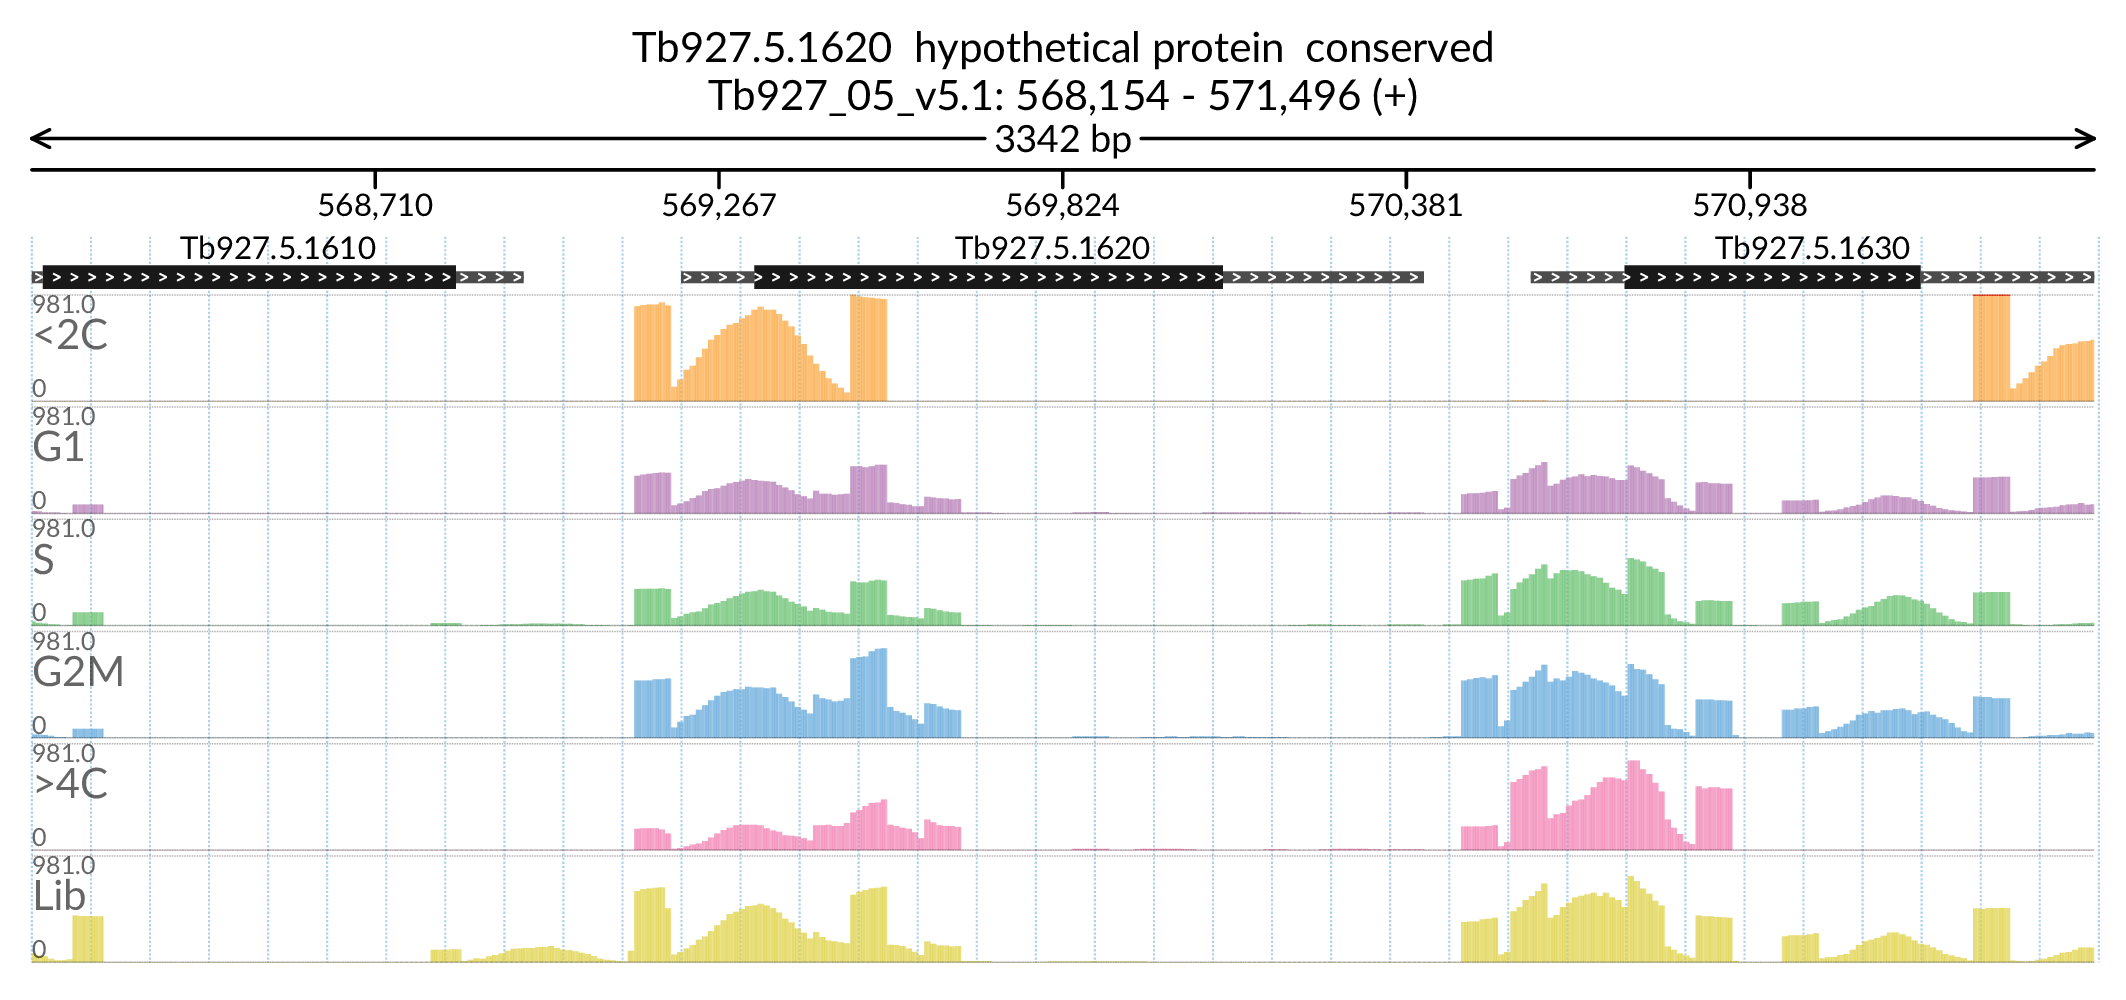 Tb927.5.1620  hypothetical protein  conserved
Tb927_05_v5.1: 568,154 - 571,496 (+)
3342 bp
568,710 569,267 569,824 570,381 570,938
Tb927.5.1610 Tb927.5.1620 Tb927.5.1630
981.0
<2C
0
981.0
G1
0
981.0
S
0
981.0
G2M
0
981.0
>4C
0
981.0
Lib
0